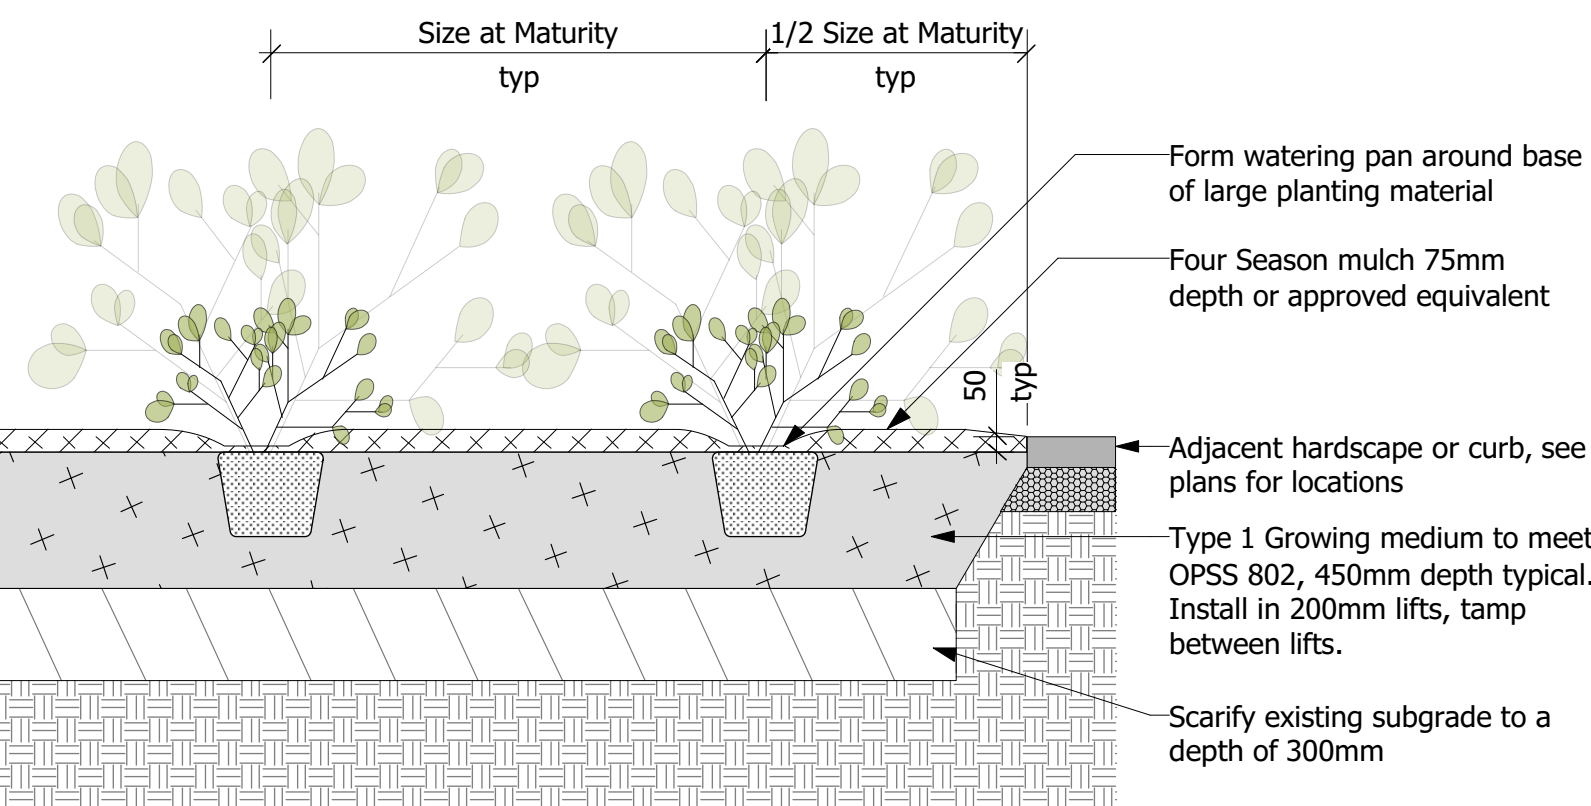 Size at Maturity
typ
1/2 Size at Maturity
typ
Form watering pan around base
of large planting material
Four Season mulch 75mm
depth or approved equivalent
50
typ
Adjacent hardscape or curb, see
plans for locations
Type 1 Growing medium to meet
OPSS 802, 450mm depth typical.
Install in 200mm lifts, tamp
between lifts.
Scarify existing subgrade to a
depth of 300mm